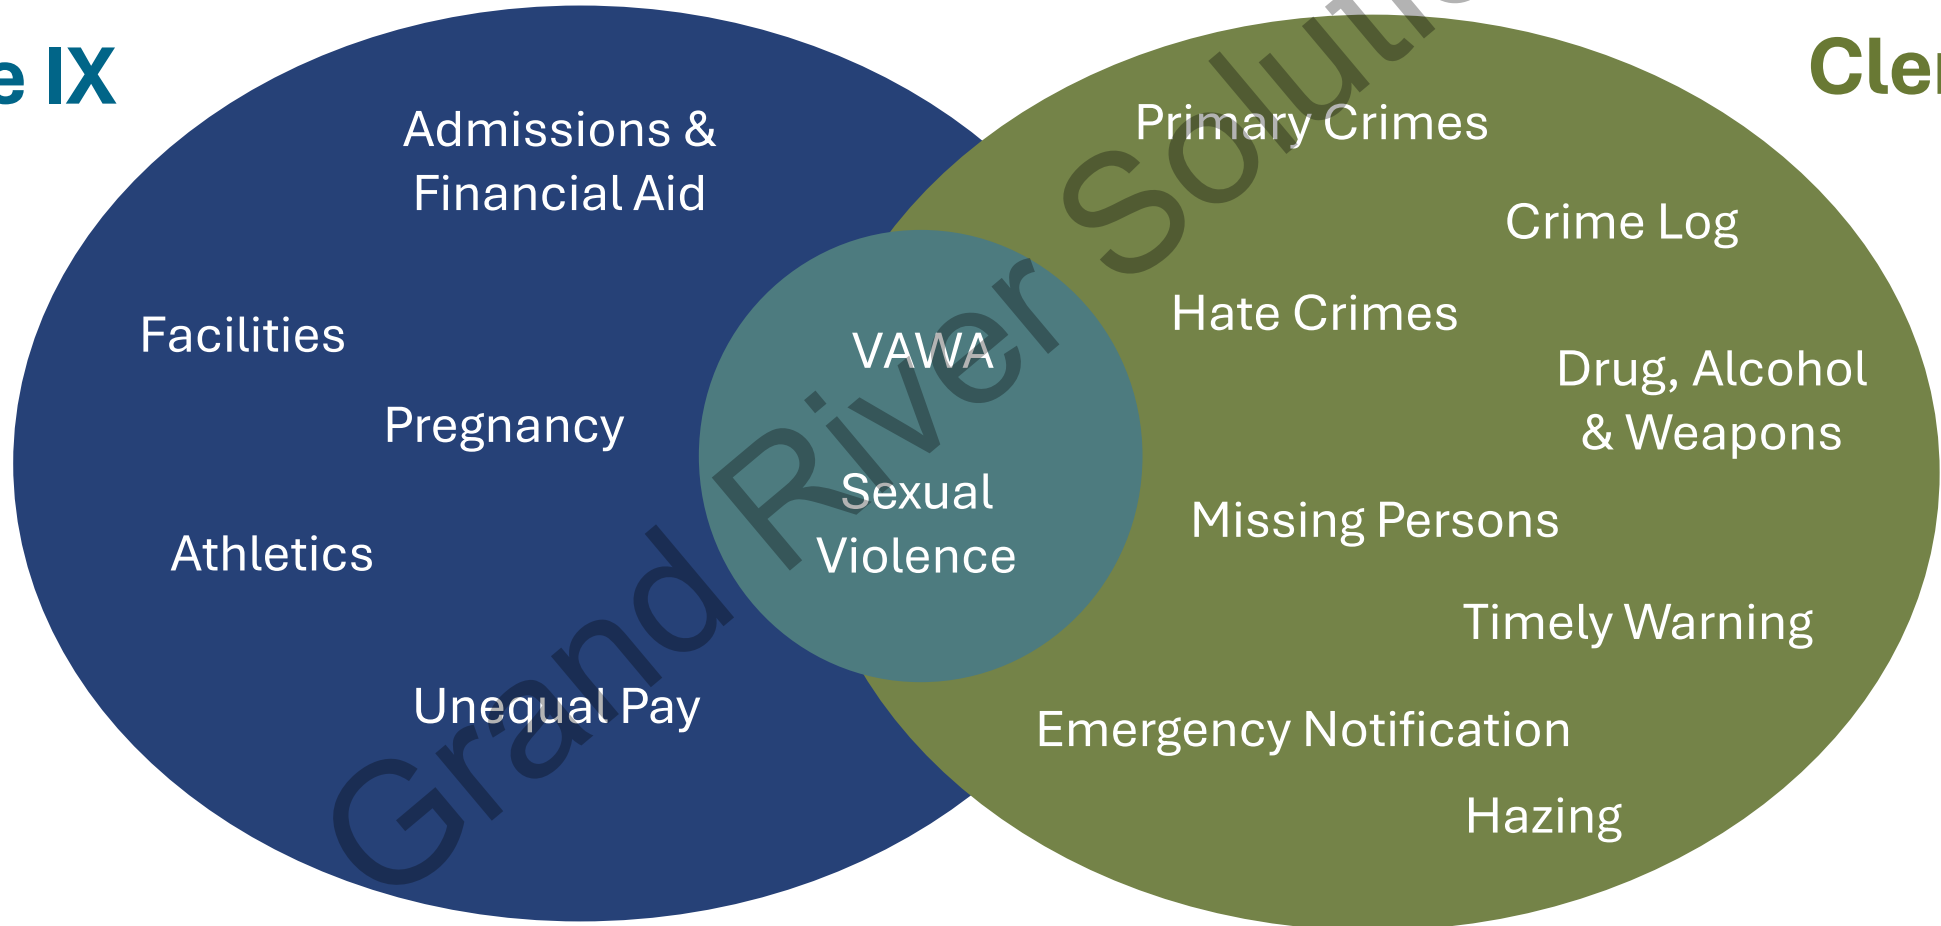 e IX
Admissions &
Financial Aid
Facilities
Pregnancy
Athletics
Unequal Pay
VAWA
Sexual
Violence
Cle
Primary Crimes
Crime Log
Hate Crimes
Drug, Alcohol
& Weapons
Missing Persons
Timely Warning
Emergency Notification
Hazing
Grand River Soluti